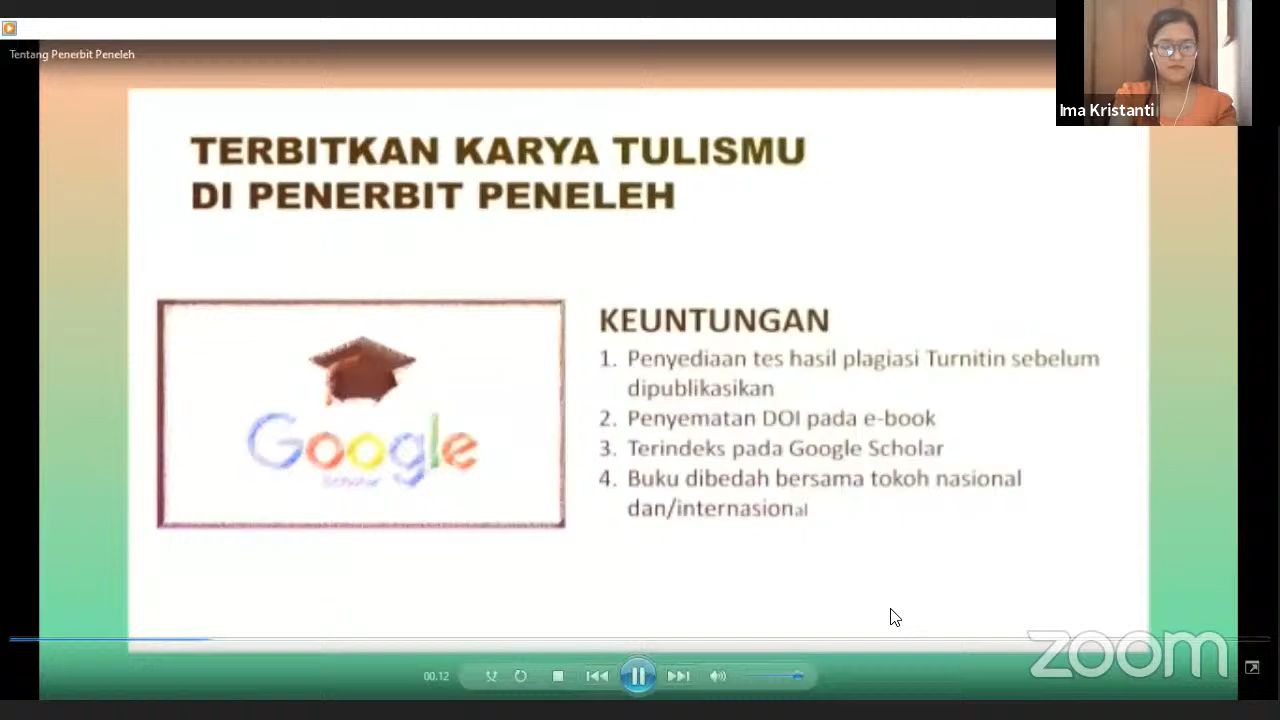 Tentang Penerbit Peneleh
Ima Kristanti
TERBITKAN KARYA TULISMU
DI PENERBIT PENELEH
Google
Scholar
KEUNTUNGAN
1. Penyediaan tes hasil plagiasi Turnitin sebelum
dipublikasikan
2. Penyematan DOI pada e-book
3. Terindeks pada Google Scholar
4. Buku dibedah bersama tokoh nasional
dan/internasional
00.12
zoom